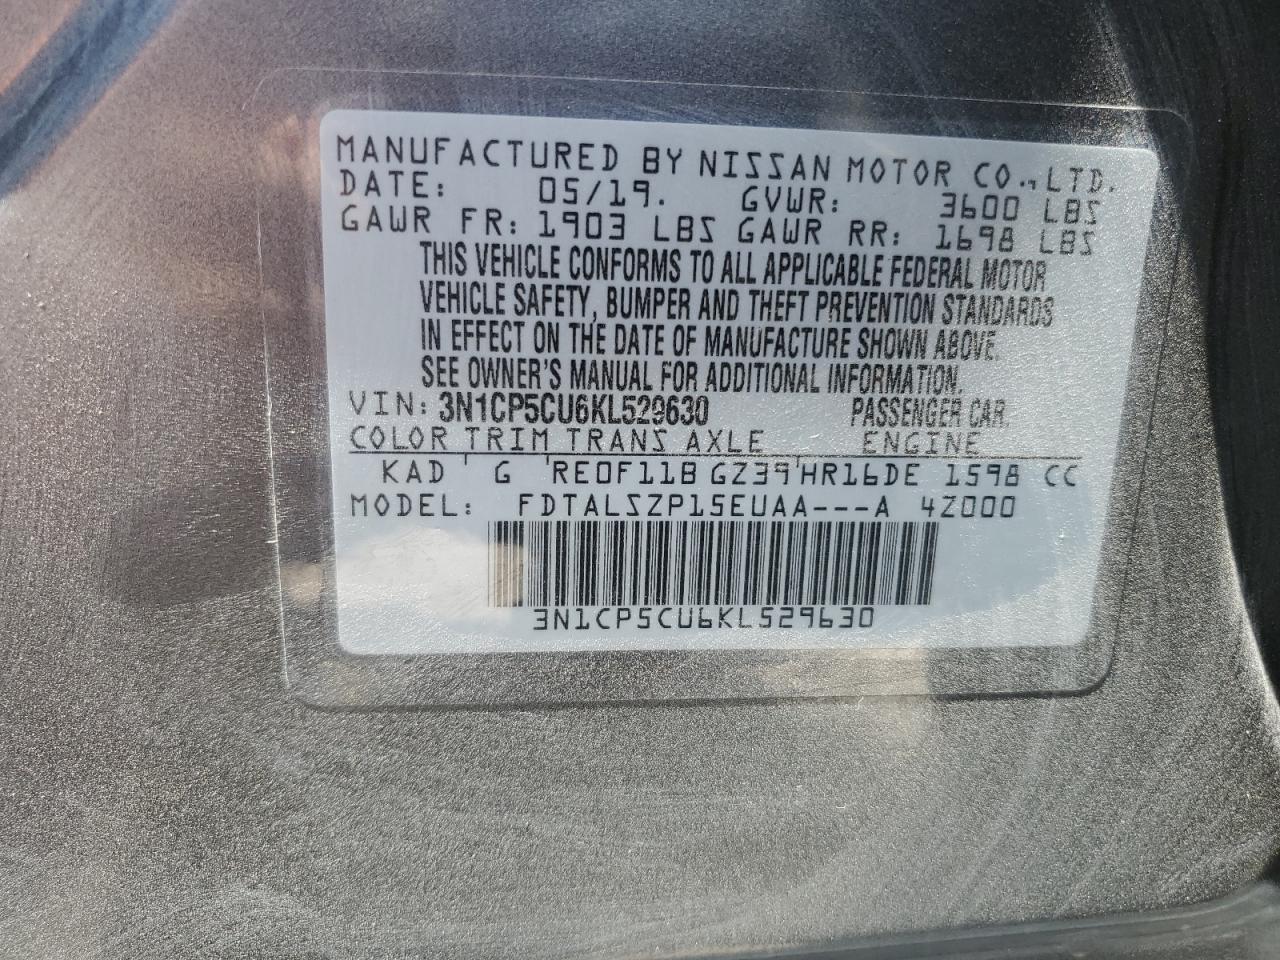 MANUFACTURED BY NISSAN MOTOR CO., LTD.
DATE: 05/19. GVWR: 3600 LBS
GAWR FR: 1903 LBS GAWR RR: 1698 LBS
THIS VEHICLE CONFORMS TO ALL APPLICABLE FEDERAL MOTOR
VEHICLE SAFETY, BUMPER AND THEFT PREVENTION STANDARDS
IN EFFECT ON THE DATE OF MANUFACTURE SHOWN ABOVE.
SEE OWNER'S MANUAL FOR ADDITIONAL INFORMATION.
VIN: 3N1CP5CU6KL529630 PASSENGER CAR.
COLOR TRIM TRANS AXLE ENGINE
KAD G RE0F11B GZ39 HR16DE 1598 CC
MODEL: FDTALSZP15EUAA---A 4Z000
3N1CP5CU6KL529630